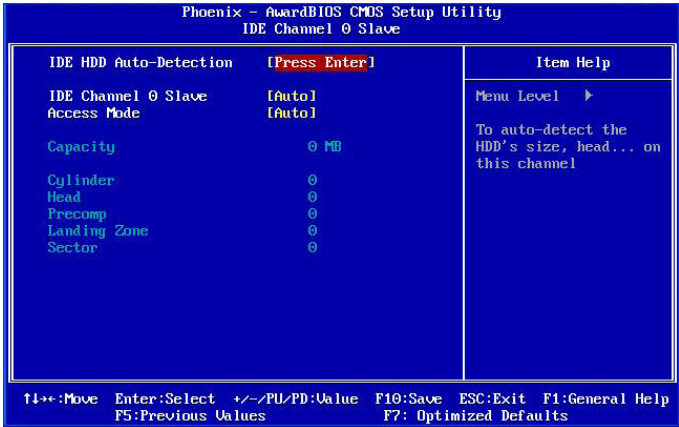 Phoenix - AwardBIOS CMOS Setup Utility
IDE Channel 0 Slave
IDE HDD Auto-Detection [Press Enter]
Item Help
IDE Channel 0 Slave [Auto]
Access Mode [Auto]
Menu Level ▶
Capacity 0 MB
To auto-detect the
HDD's size, head... on
this channel
Cylinder 0
Head 0
Precomp 0
Landing Zone 0
Sector 0
↑↓→←:Move Enter:Select +/-/PU/PD:Value F10:Save ESC:Exit F1:General Help
F5:Previous Values F7: Optimized Defaults